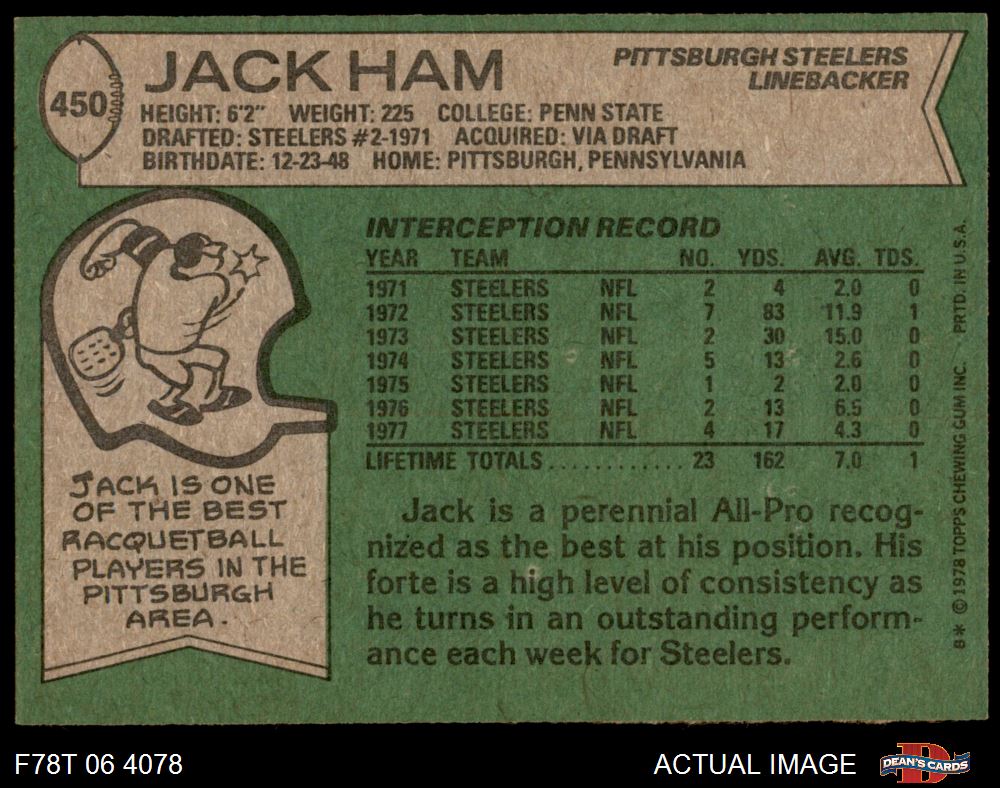 450
JACK HAM
PITTSBURGH STEELERS
LINEBACKER
HEIGHT: 6'2" WEIGHT: 225 COLLEGE: PENN STATE
DRAFTED: STEELERS #2-1971 ACQUIRED: VIA DRAFT
BIRTHDATE: 12-23-48 HOME: PITTSBURGH, PENNSYLVANIA
INTERCEPTION RECORD
YEAR TEAM NO. YDS. AVG. TDS.
1971 STEELERS NFL 2 4 2.0 0
1972 STEELERS NFL 7 83 11.9 1
1973 STEELERS NFL 2 30 15.0 0
1974 STEELERS NFL 5 13 2.6 0
1975 STEELERS NFL 1 2 2.0 0
1976 STEELERS NFL 2 13 6.5 0
1977 STEELERS NFL 4 17 4.3 0
LIFETIME TOTALS............ 23 162 7.0 1
JACK IS ONE
OF THE BEST
RACQUETBALL
PLAYERS IN THE
PITTSBURGH
AREA.
Jack is a perennial All-Pro recog-
nized as the best at his position. His
forte is a high level of consistency as
he turns in an outstanding perform-
ance each week for Steelers.
8* © 1978 TOPPS CHEWING GUM INC. PRTD. IN U.S.A.
F78T 06 4078
ACTUAL IMAGE
D
DEAN'S CARDS